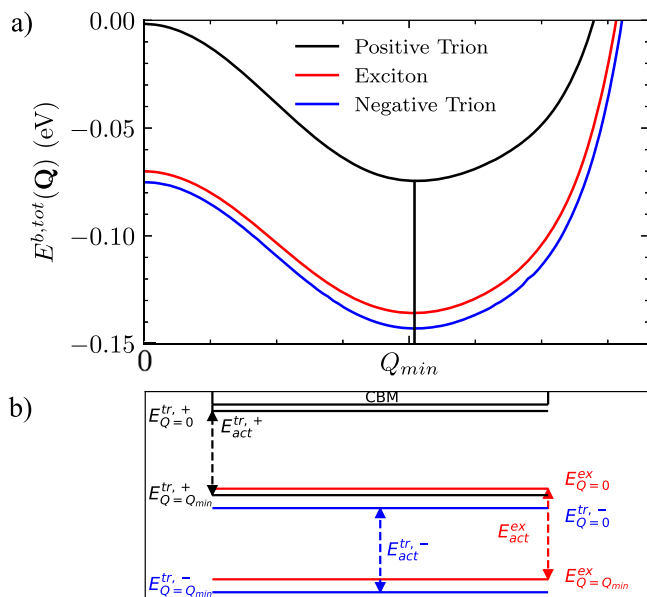 a)
0.00
−0.05
−0.10
−0.15
E^{b,tot}(Q) (eV)
Positive Trion
Exciton
Negative Trion
0
Q_{min}
b)
CBM
E^{tr, +}_{Q=0}
E^{tr, +}_{act}
E^{tr, +}_{Q=Q_{min}}
E^{ex}_{Q=0}
E^{tr, −}_{Q=0}
E^{tr, −}_{act}
E^{ex}_{act}
E^{tr, −}_{Q=Q_{min}}
E^{ex}_{Q=Q_{min}}